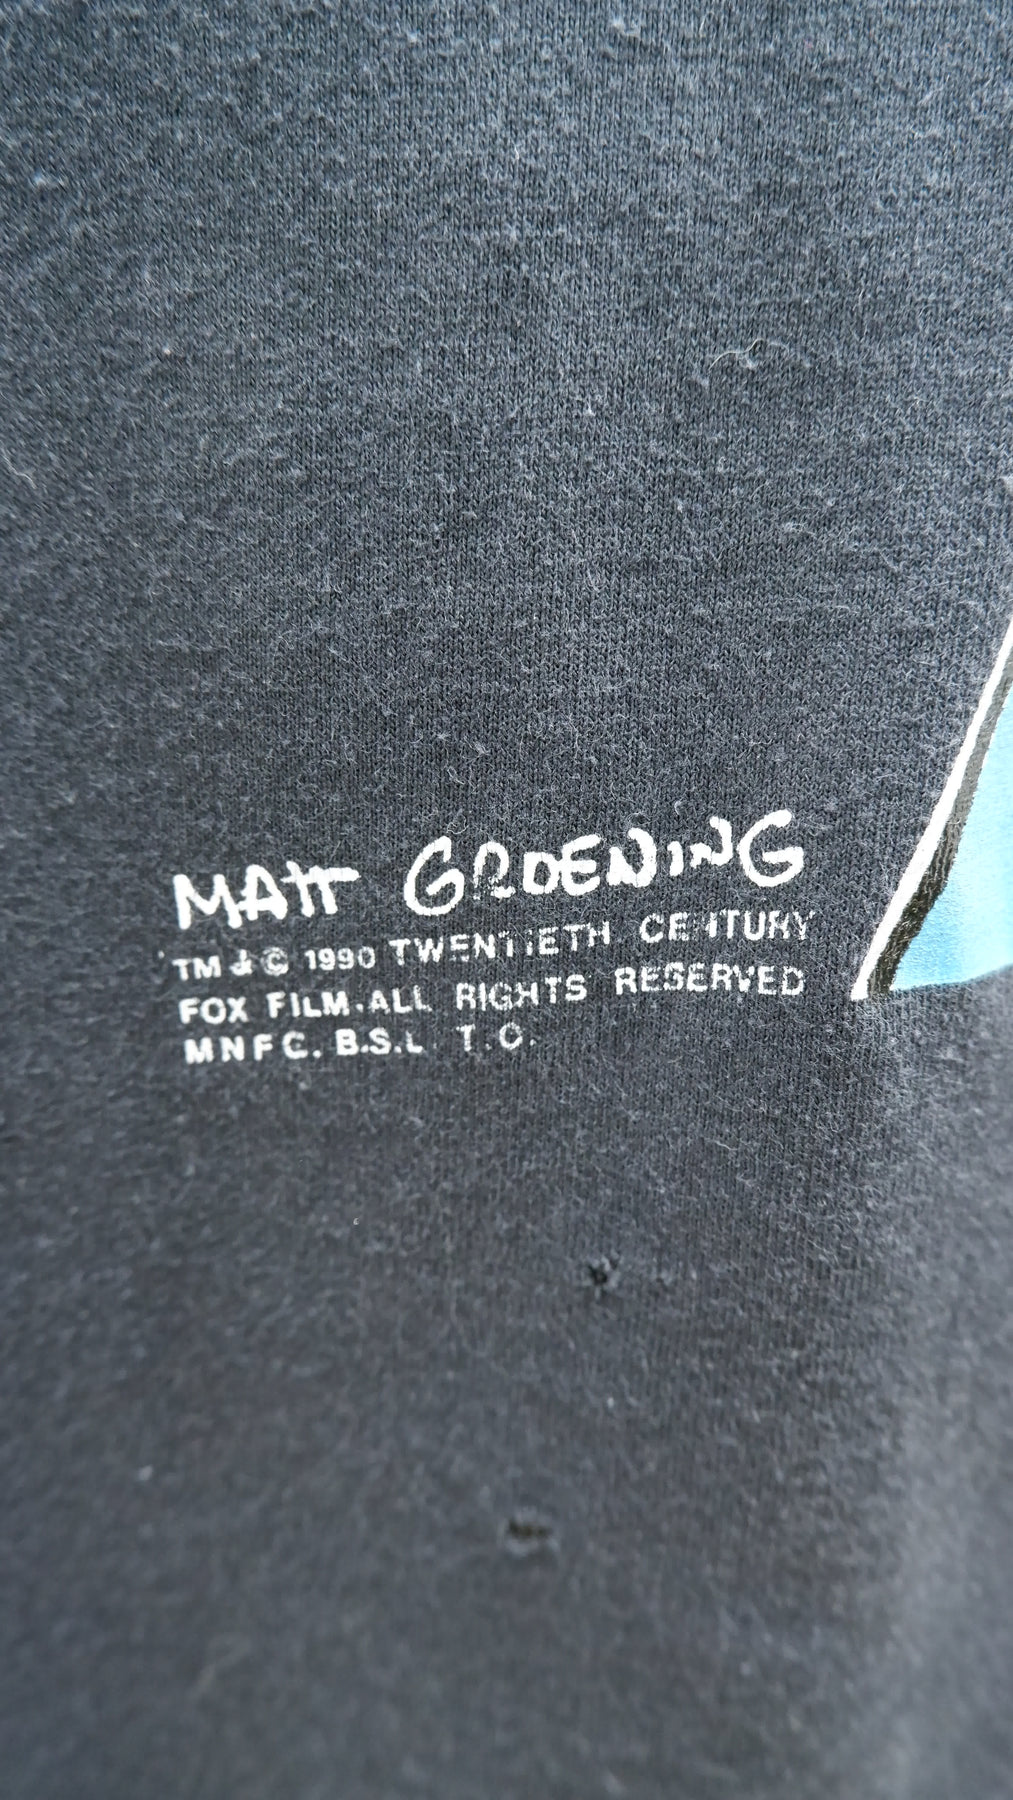 MATT GROENING
TM & © 1990 TWENTIETH CENTURY
FOX FILM. ALL RIGHTS RESERVED
MNFC. B.S.L. T.O.